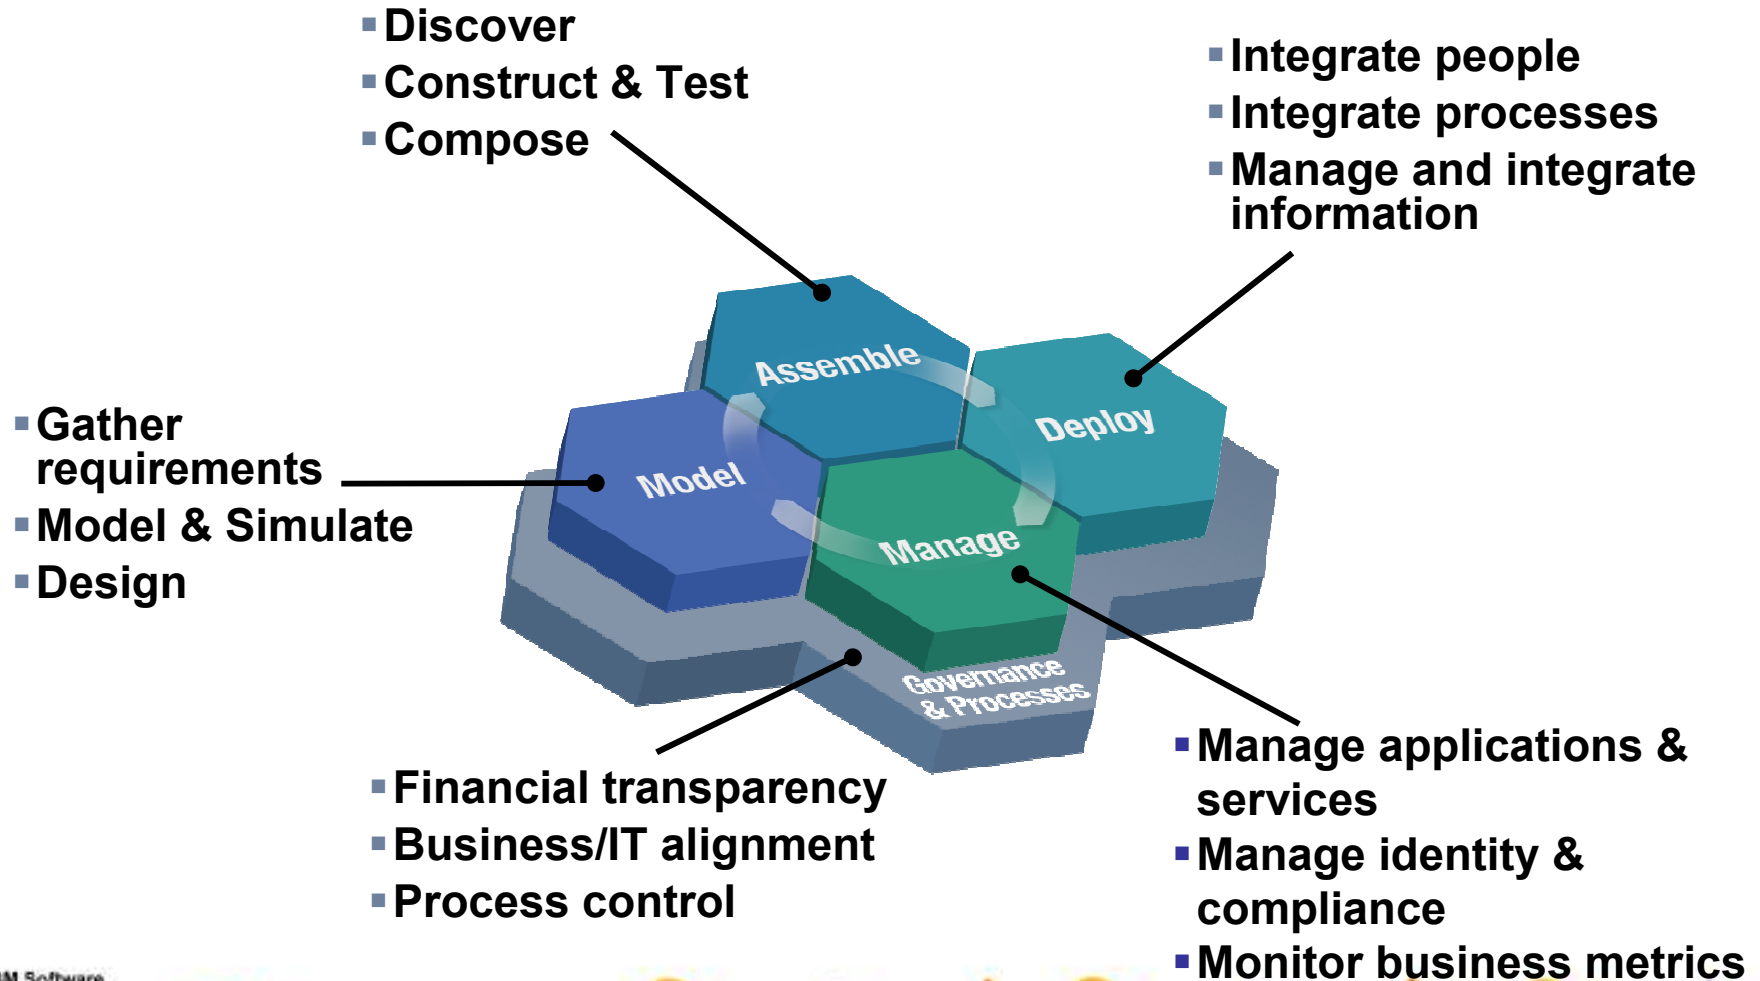 Discover
Construct & Test
Compose
Integrate people
Integrate processes
Manage and integrate
information
Gather
requirements
Model & Simulate
Design
Assemble
Deploy
Model
Manage
Governance
& Processes
Financial transparency
Business/IT alignment
Process control
Manage applications &
services
Manage identity &
compliance
Monitor business metrics
Software